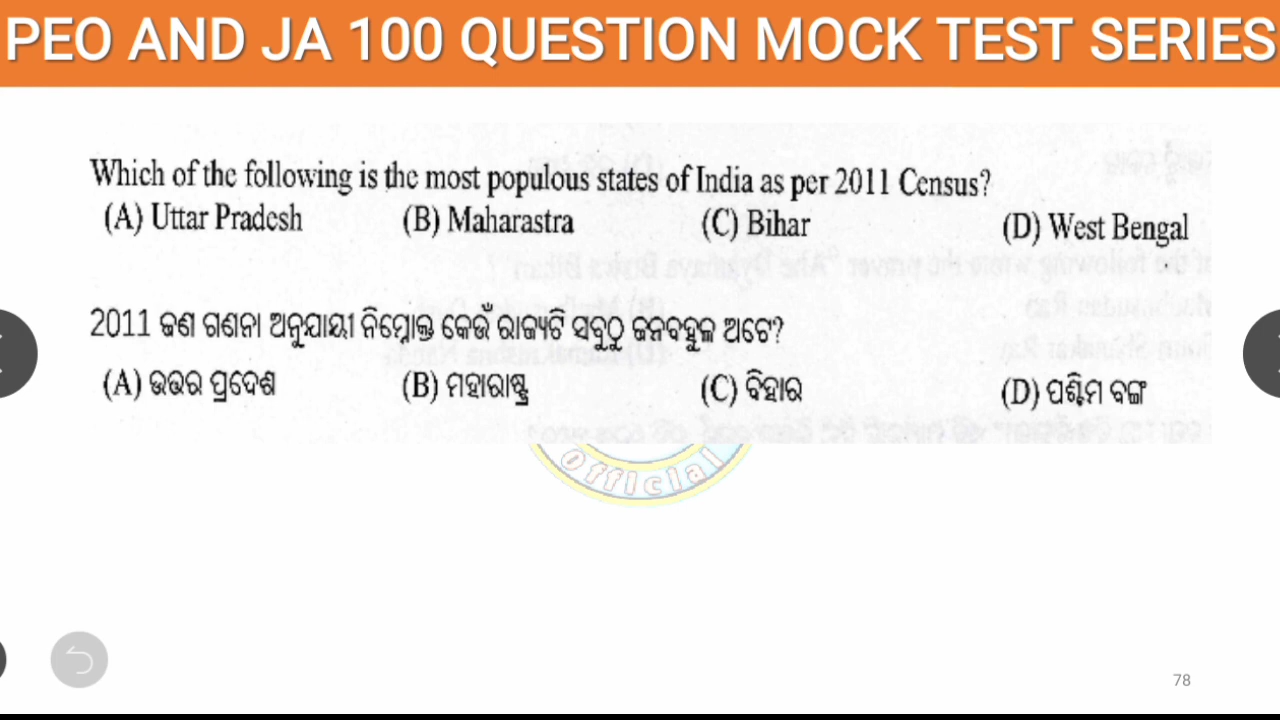 PEO AND JA 100 QUESTION MOCK TEST SERIES
Which of the following is the most populous states of India as per 2011 Census?
(A) Uttar Pradesh (B) Maharastra (C) Bihar (D) West Bengal
2011 ଜଣ ଗଣନା ଅନୁଯାୟୀ ନିମ୍ନୋକ୍ତ କେଉଁ ରାଜ୍ୟଟି ସବୁଠୁ ଜନବହୁଳ ଅଟେ?
(A) ଉତ୍ତର ପ୍ରଦେଶ (B) ମହାରାଷ୍ଟ୍ର (C) ବିହାର (D) ପଶ୍ଚିମ ବଙ୍ଗ
Official
78